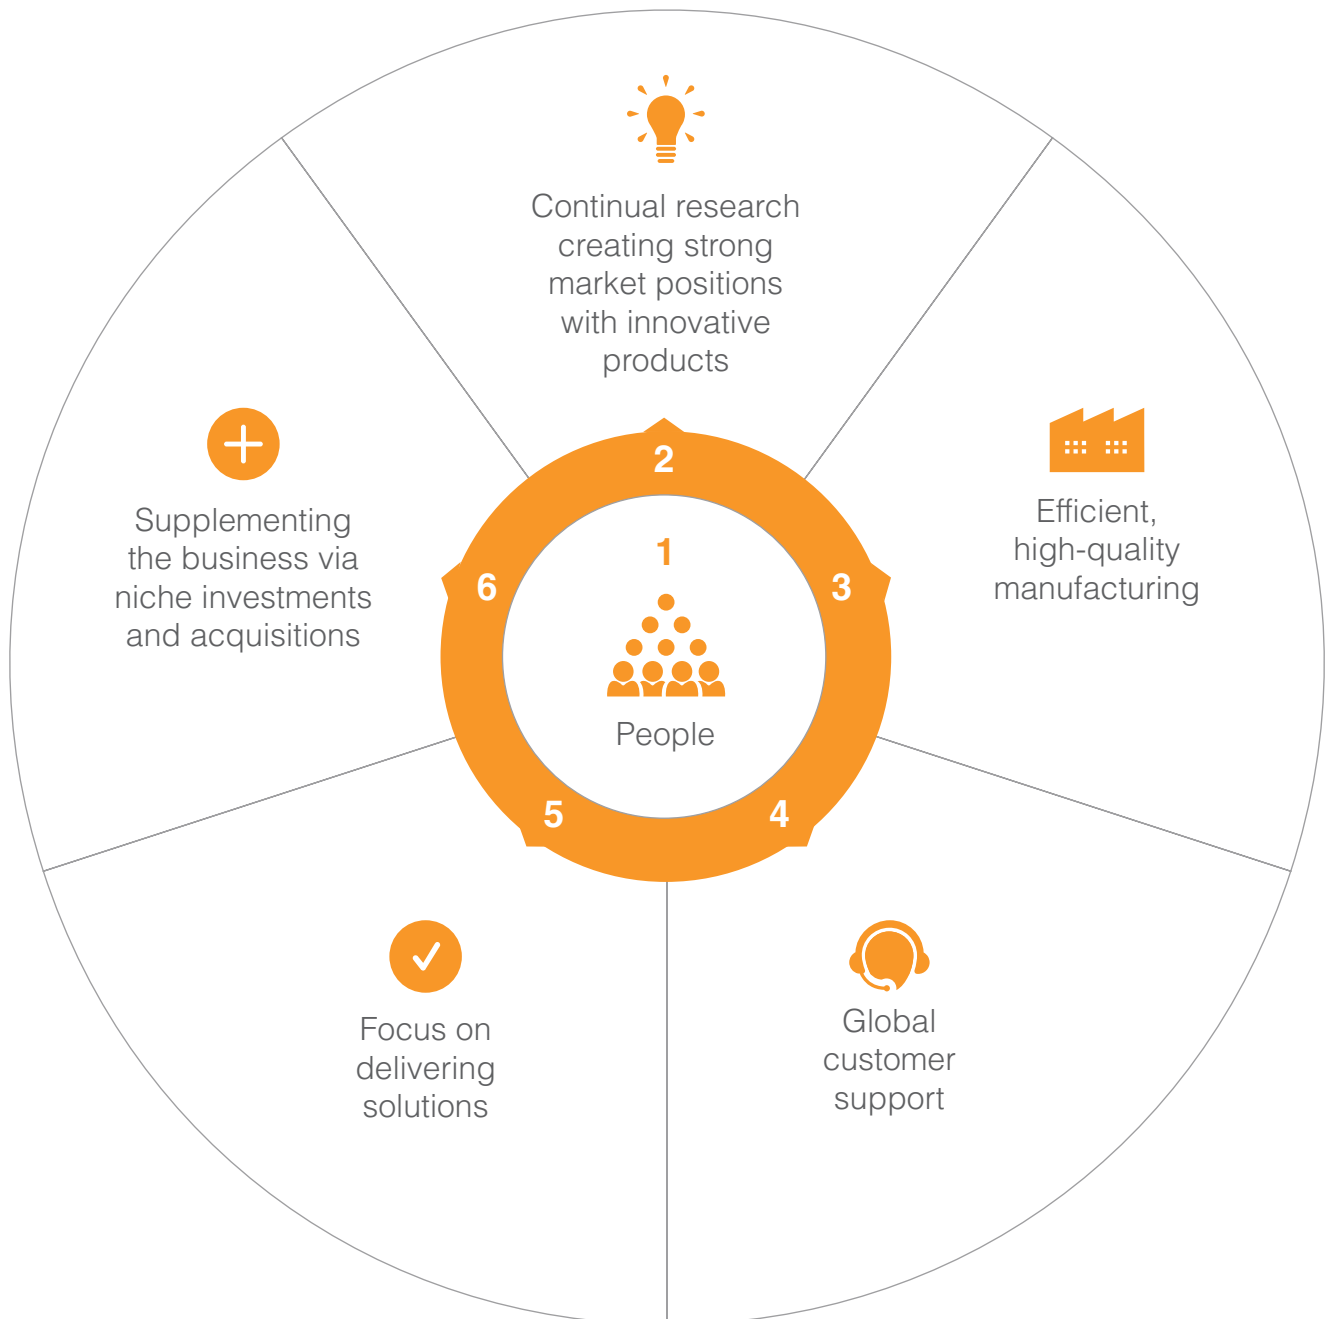 1
People
2
Continual research
creating strong
market positions
with innovative
products
3
Efficient,
high-quality
manufacturing
4
Global
customer
support
5
Focus on
delivering
solutions
6
Supplementing
the business via
niche investments
and acquisitions